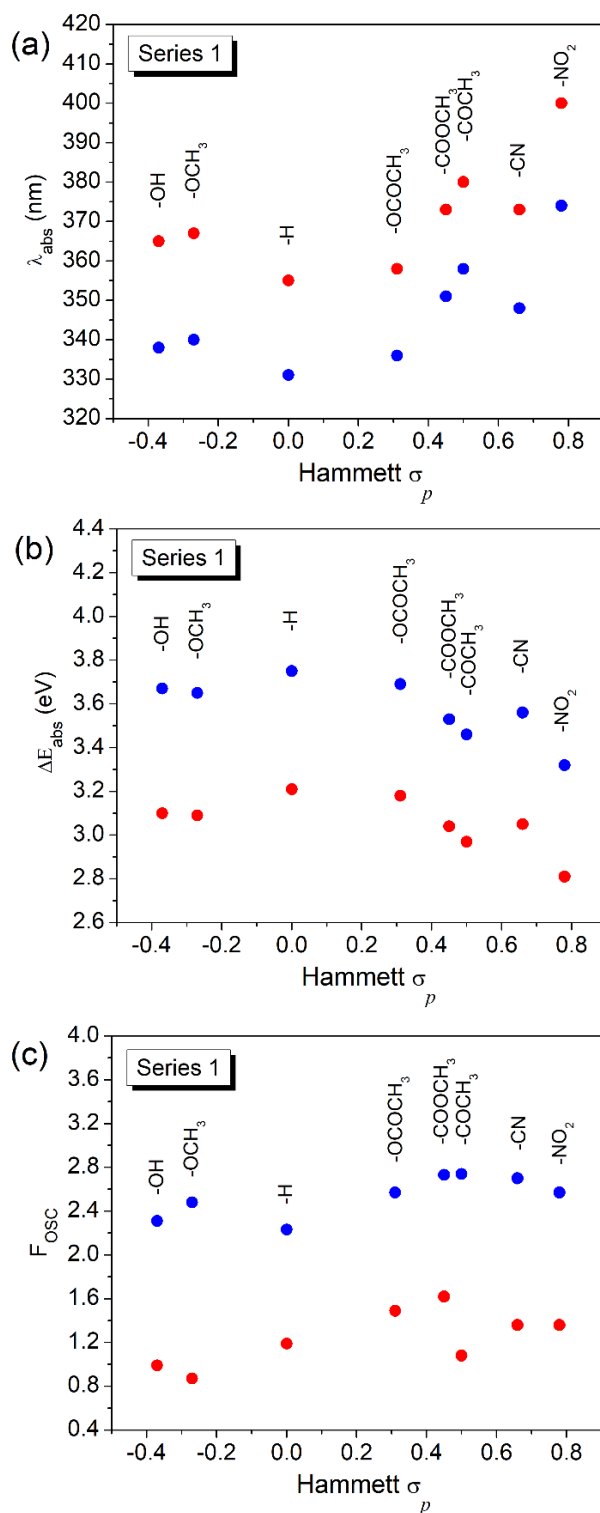 (a)
Series 1
-OH
-OCH₃
-H
-OCOCH₃
-COOCH₃
-COCH₃
-CN
-NO₂
λabs (nm)
420
410
400
390
380
370
360
350
340
330
320
-0.4 -0.2 0.0 0.2 0.4 0.6 0.8
Hammett σp
(b)
Series 1
-OH
-OCH₃
-H
-OCOCH₃
-COOCH₃
-COCH₃
-CN
-NO₂
ΔEabs (eV)
4.4
4.2
4.0
3.8
3.6
3.4
3.2
3.0
2.8
2.6
-0.4 -0.2 0.0 0.2 0.4 0.6 0.8
Hammett σp
(c)
Series 1
-OH
-OCH₃
-H
-OCOCH₃
-COOCH₃
-COCH₃
-CN
-NO₂
FOSC
4.0
3.6
3.2
2.8
2.4
2.0
1.6
1.2
0.8
0.4
-0.4 -0.2 0.0 0.2 0.4 0.6 0.8
Hammett σp